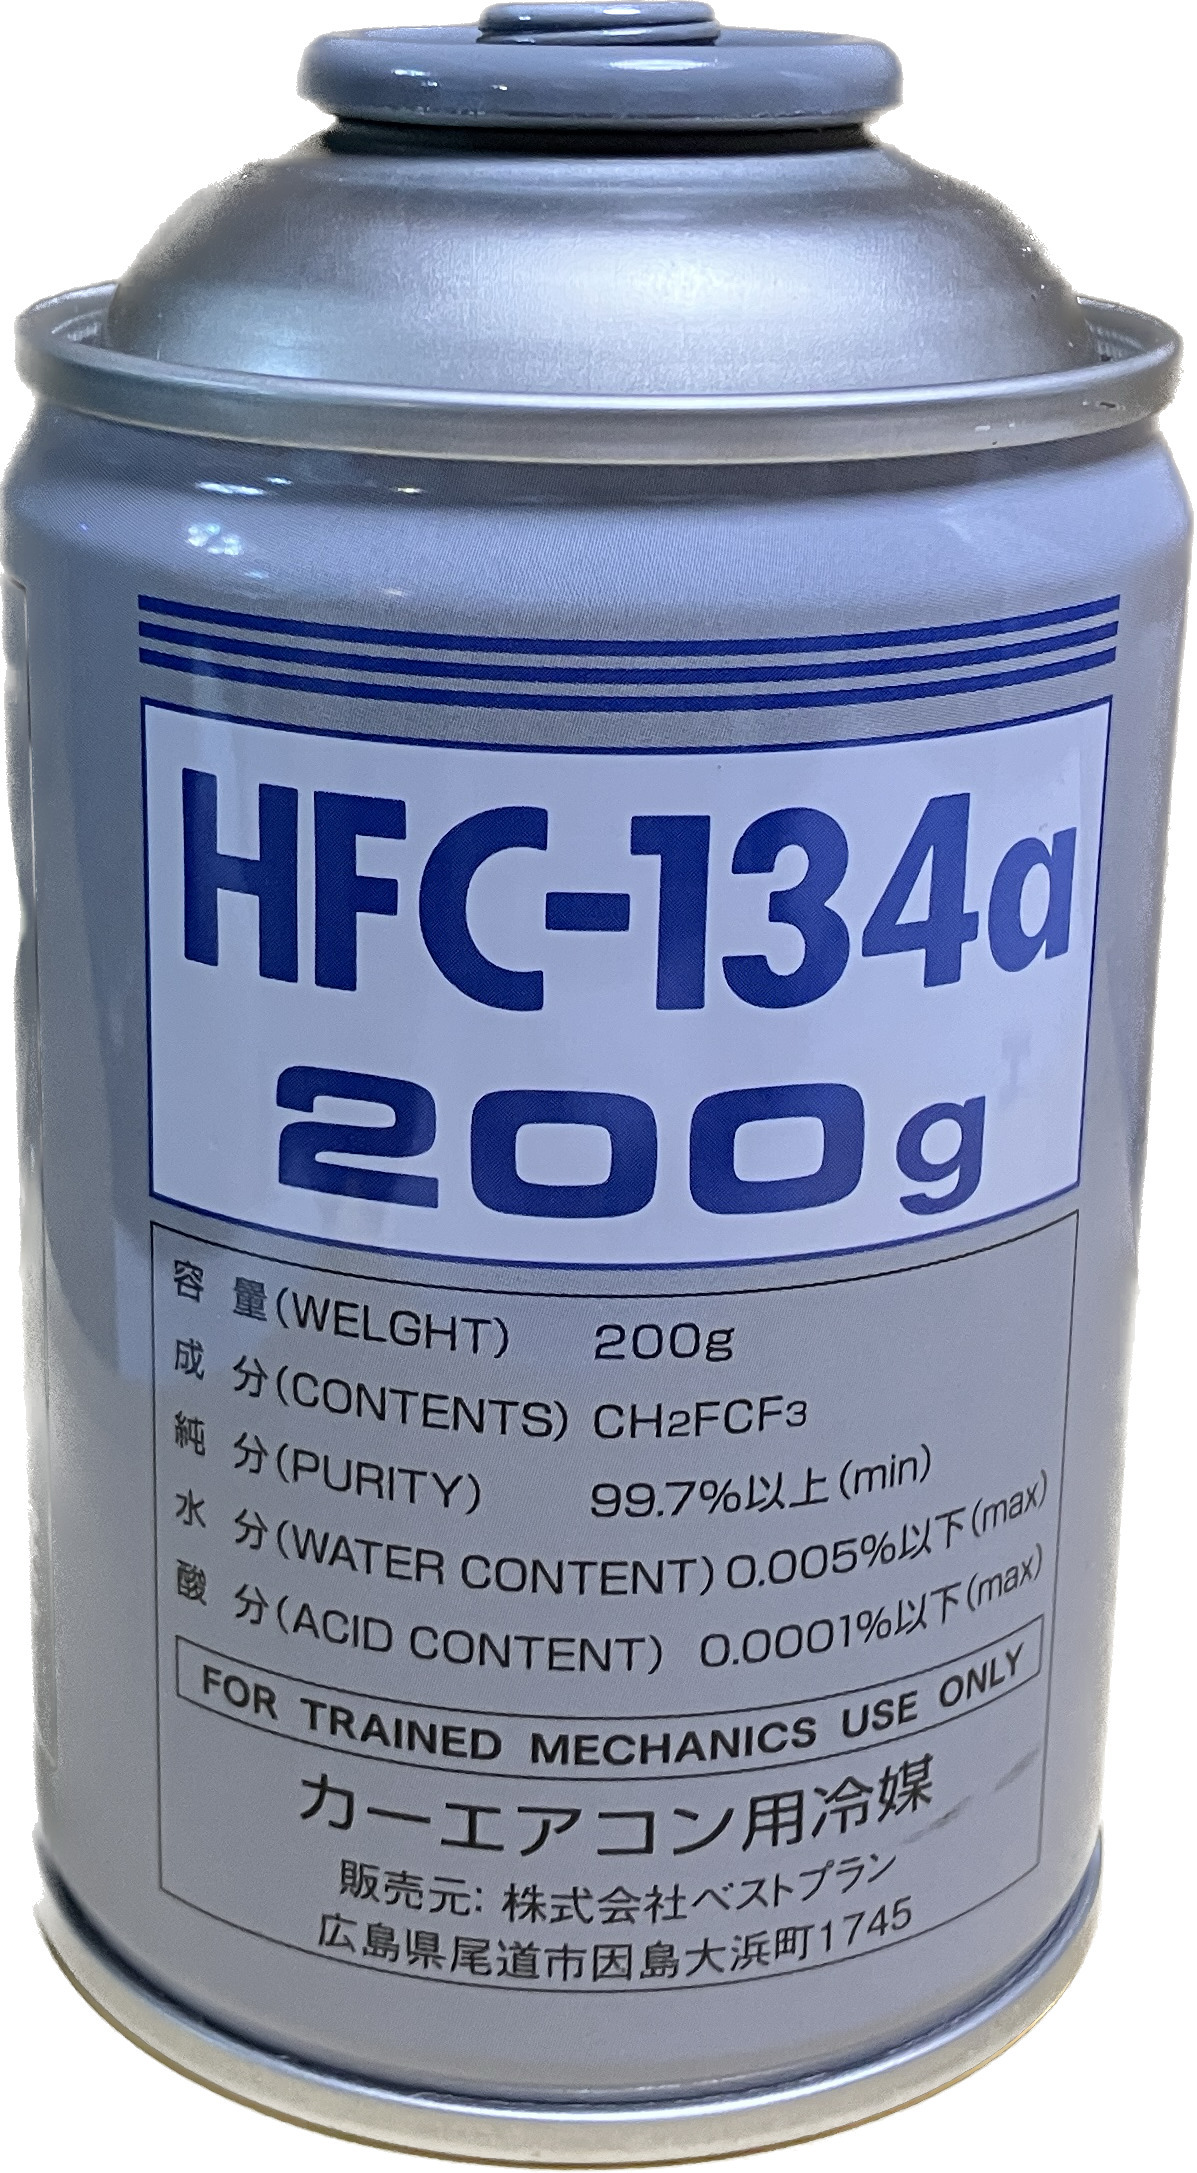 HFC-134a
200g
容量(WELGHT) 200g
成分(CONTENTS) CH2FCF3
純分(PURITY) 99.7%以上(min)
水分(WATER CONTENT) 0.005%以下(max)
酸分(ACID CONTENT) 0.0001%以下(max)
FOR TRAINED MECHANICS USE ONLY
カーエアコン用冷媒
販売元: 株式会社ベストプラン
広島県尾道市因島大浜町1745